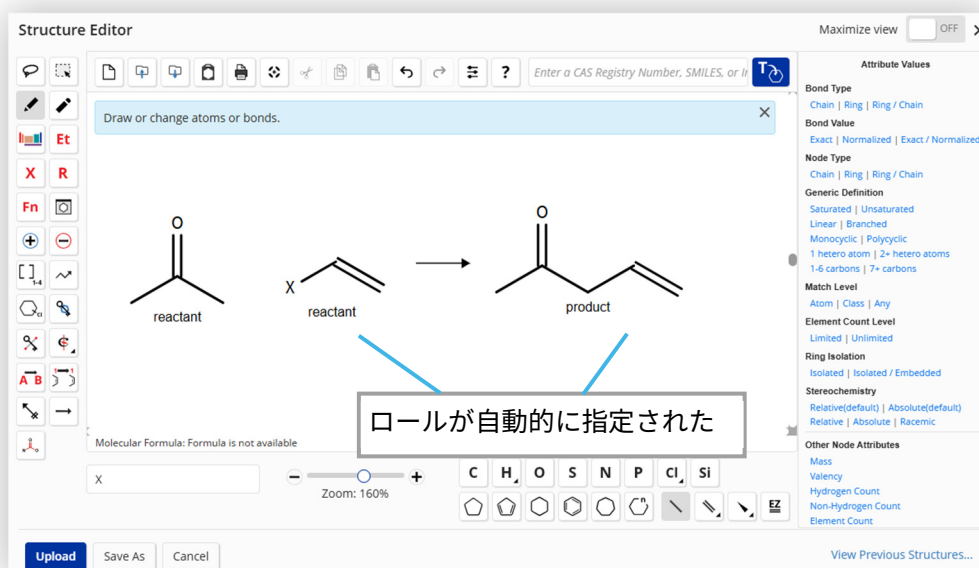 Structure Editor
Maximize view
OFF
Enter a CAS Registry Number, SMILES, or I
T
Draw or change atoms or bonds.
Et
X R
Fn
1-4
Cl
A B
1 1
O
reactant
X
reactant
O
product
ロールが自動的に指定された
Molecular Formula: Formula is not available
X
Zoom: 160%
C H O S N P Cl Si
n
EZ
Upload
Save As
Cancel
Attribute Values
Bond Type
Chain | Ring | Ring / Chain
Bond Value
Exact | Normalized | Exact / Normalized
Node Type
Chain | Ring | Ring / Chain
Generic Definition
Saturated | Unsaturated
Linear | Branched
Monocyclic | Polycyclic
1 hetero atom | 2+ hetero atoms
1-6 carbons | 7+ carbons
Match Level
Atom | Class | Any
Element Count Level
Limited | Unlimited
Ring Isolation
Isolated | Isolated / Embedded
Stereochemistry
Relative(default) | Absolute(default)
Relative | Absolute | Racemic
Other Node Attributes
Mass
Valency
Hydrogen Count
Non-Hydrogen Count
Element Count
View Previous Structures...